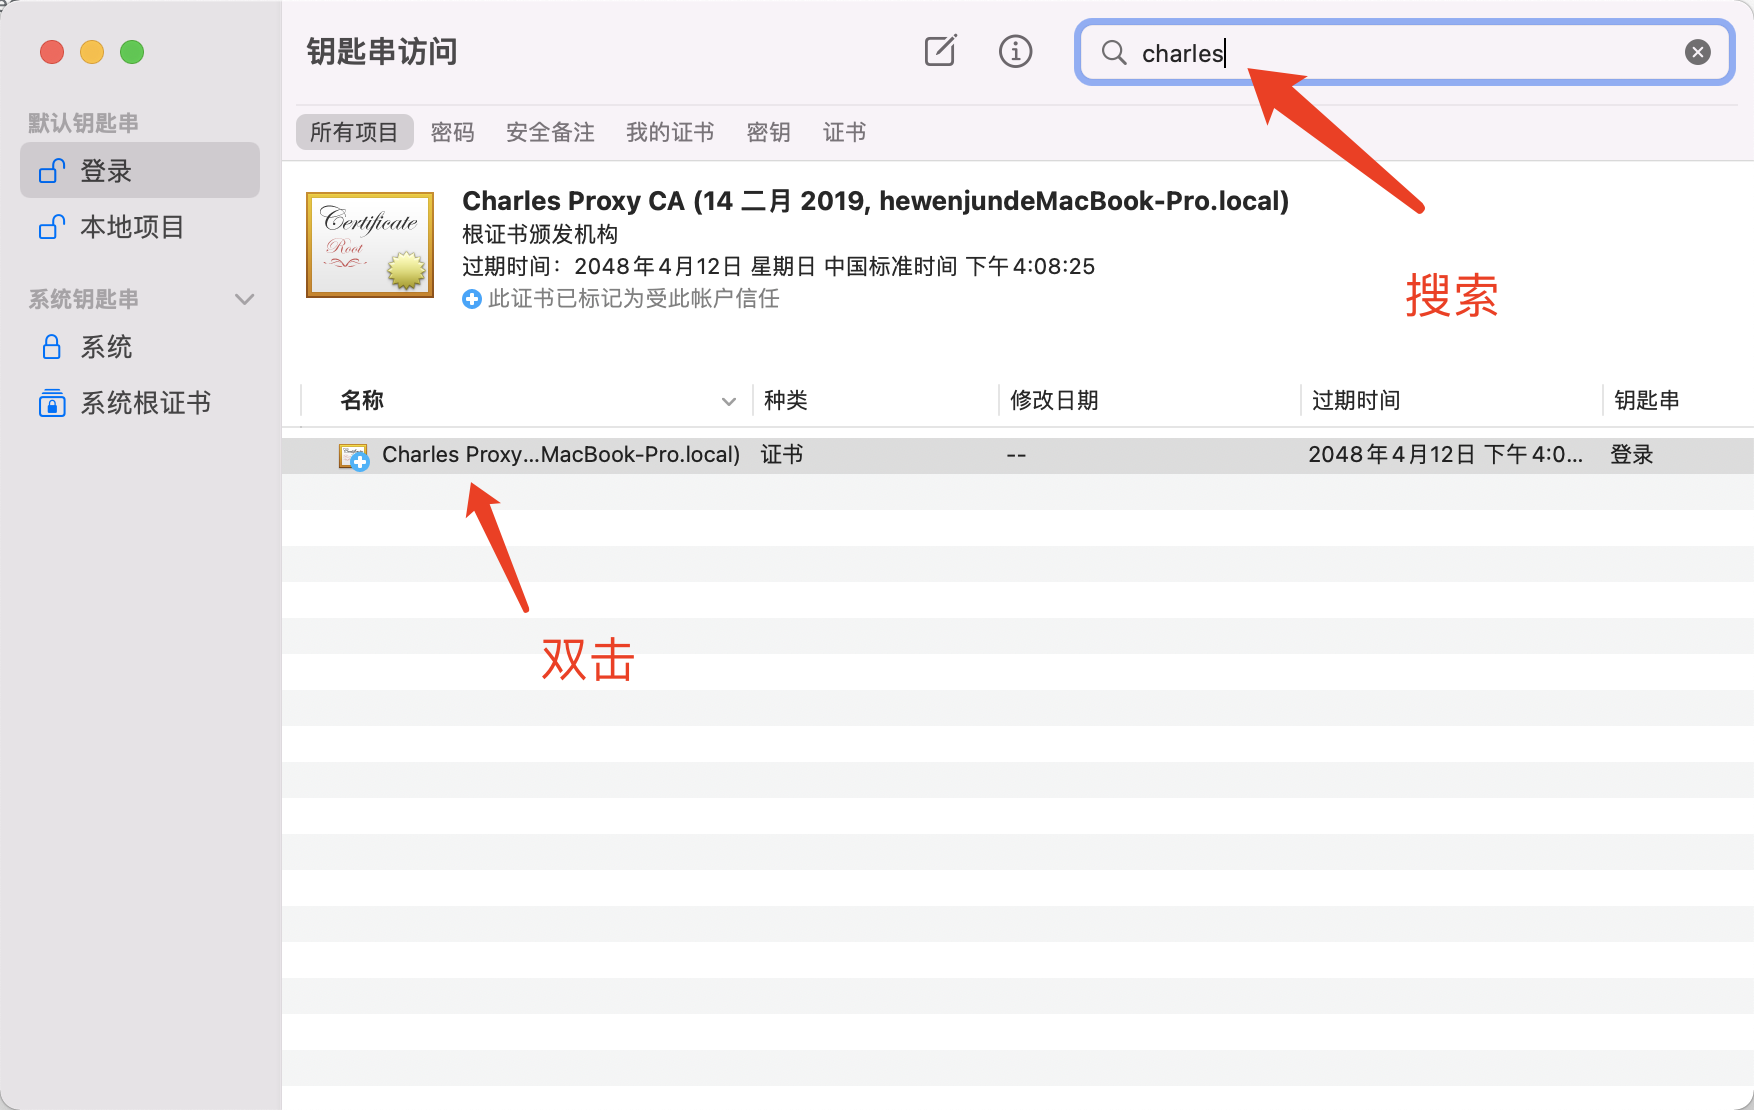 钥匙串访问
charles
默认钥匙串
登录
本地项目
系统钥匙串
系统
系统根证书
所有项目 密码 安全备注 我的证书 密钥 证书
Certificate
Root
Charles Proxy CA (14 二月 2019, hewenjundeMacBook-Pro.local)
根证书颁发机构
过期时间：2048年4月12日 星期日 中国标准时间 下午4:08:25
此证书已标记为受此帐户信任
搜索
名称 种类 修改日期 过期时间 钥匙串
Charles Proxy...MacBook-Pro.local) 证书 -- 2048年4月12日 下午4:0... 登录
双击